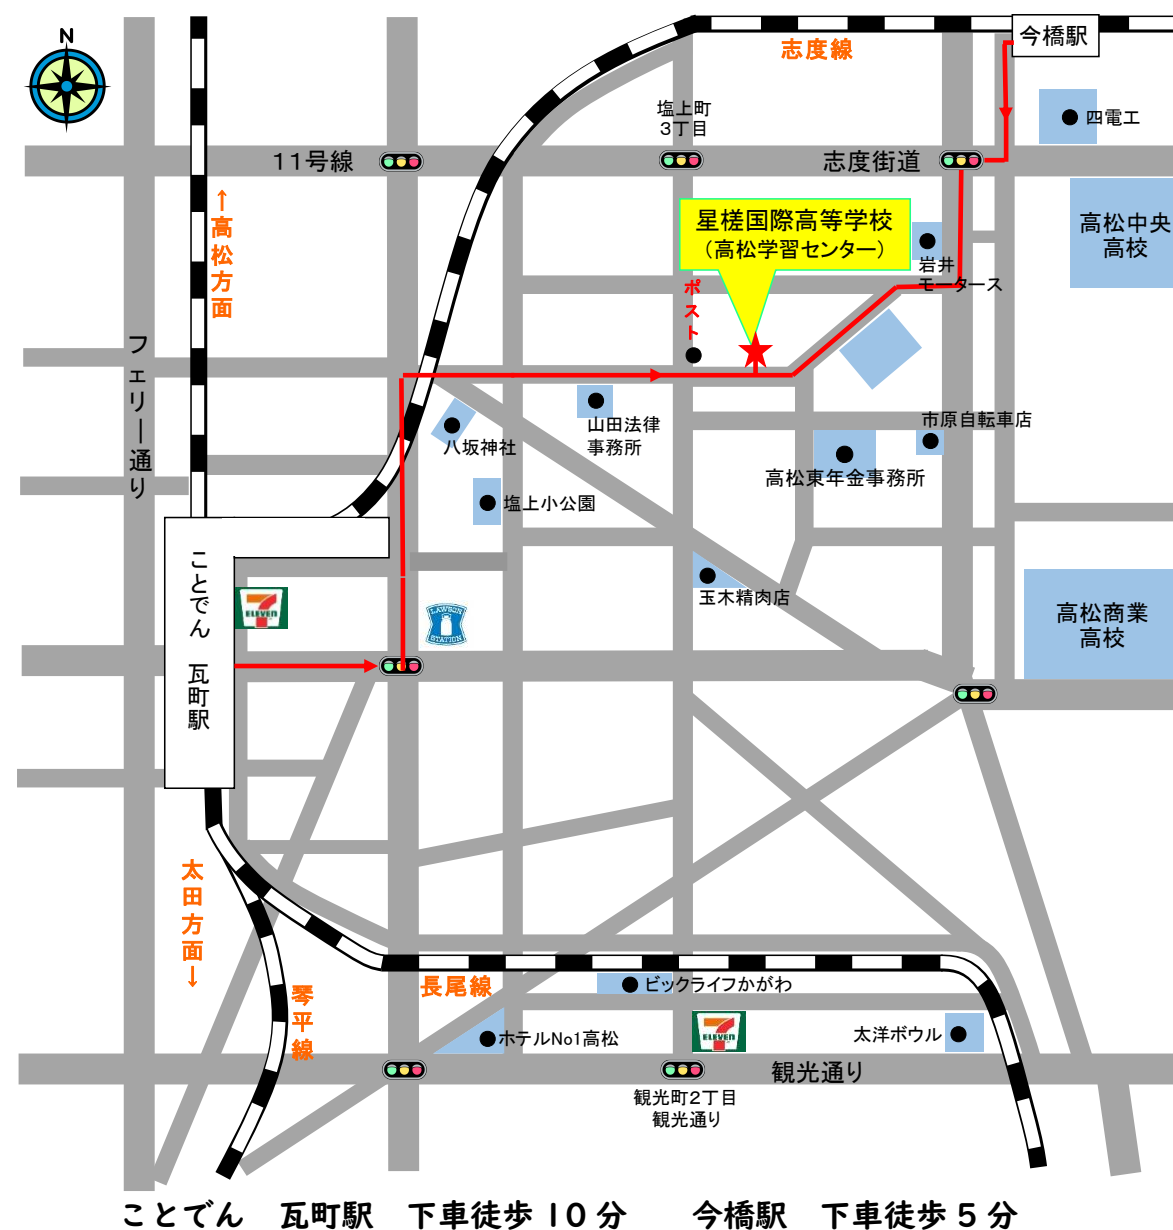 N
志度線
今橋駅
四電工
塩上町
3丁目
11号線
志度街道
↑高松方面
星槎国際高等学校
（高松学習センター）
高松中央
高校
岩井
モータース
ポスト
フェリー通り
山田法律
事務所
八坂神社
市原自転車店
高松東年金事務所
塩上小公園
ことでん 瓦町駅
7
ELEVEN
LAWSON
STATION
玉木精肉店
高松商業
高校
太田方面↓
琴平線
長尾線
ビックライフかがわ
ホテルNo1高松
7
ELEVEN
太洋ボウル
観光通り
観光町2丁目
観光通り
ことでん 瓦町駅 下車徒歩10分 今橋駅 下車徒歩5分